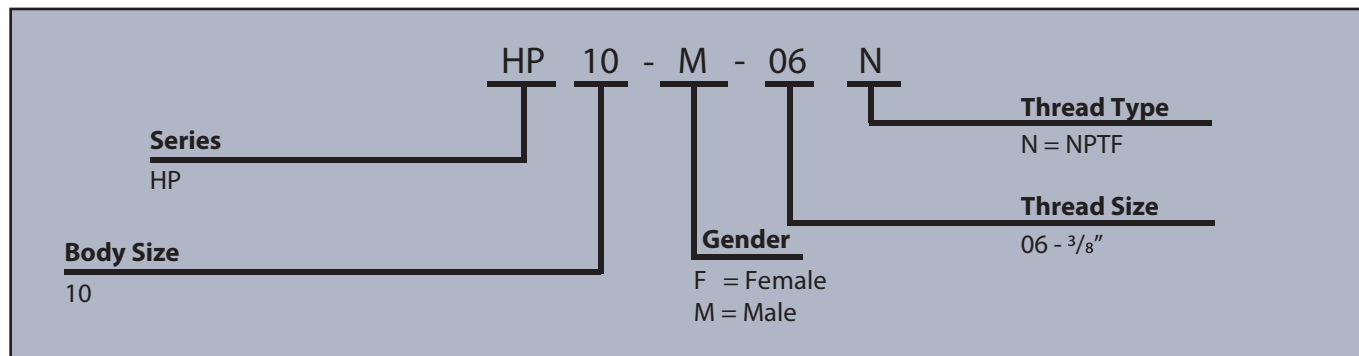 HP 10 - M - 06 N
Thread Type
N = NPTF
Series
HP
Thread Size
06 - ³/₈"
Gender
F = Female
M = Male
Body Size
10